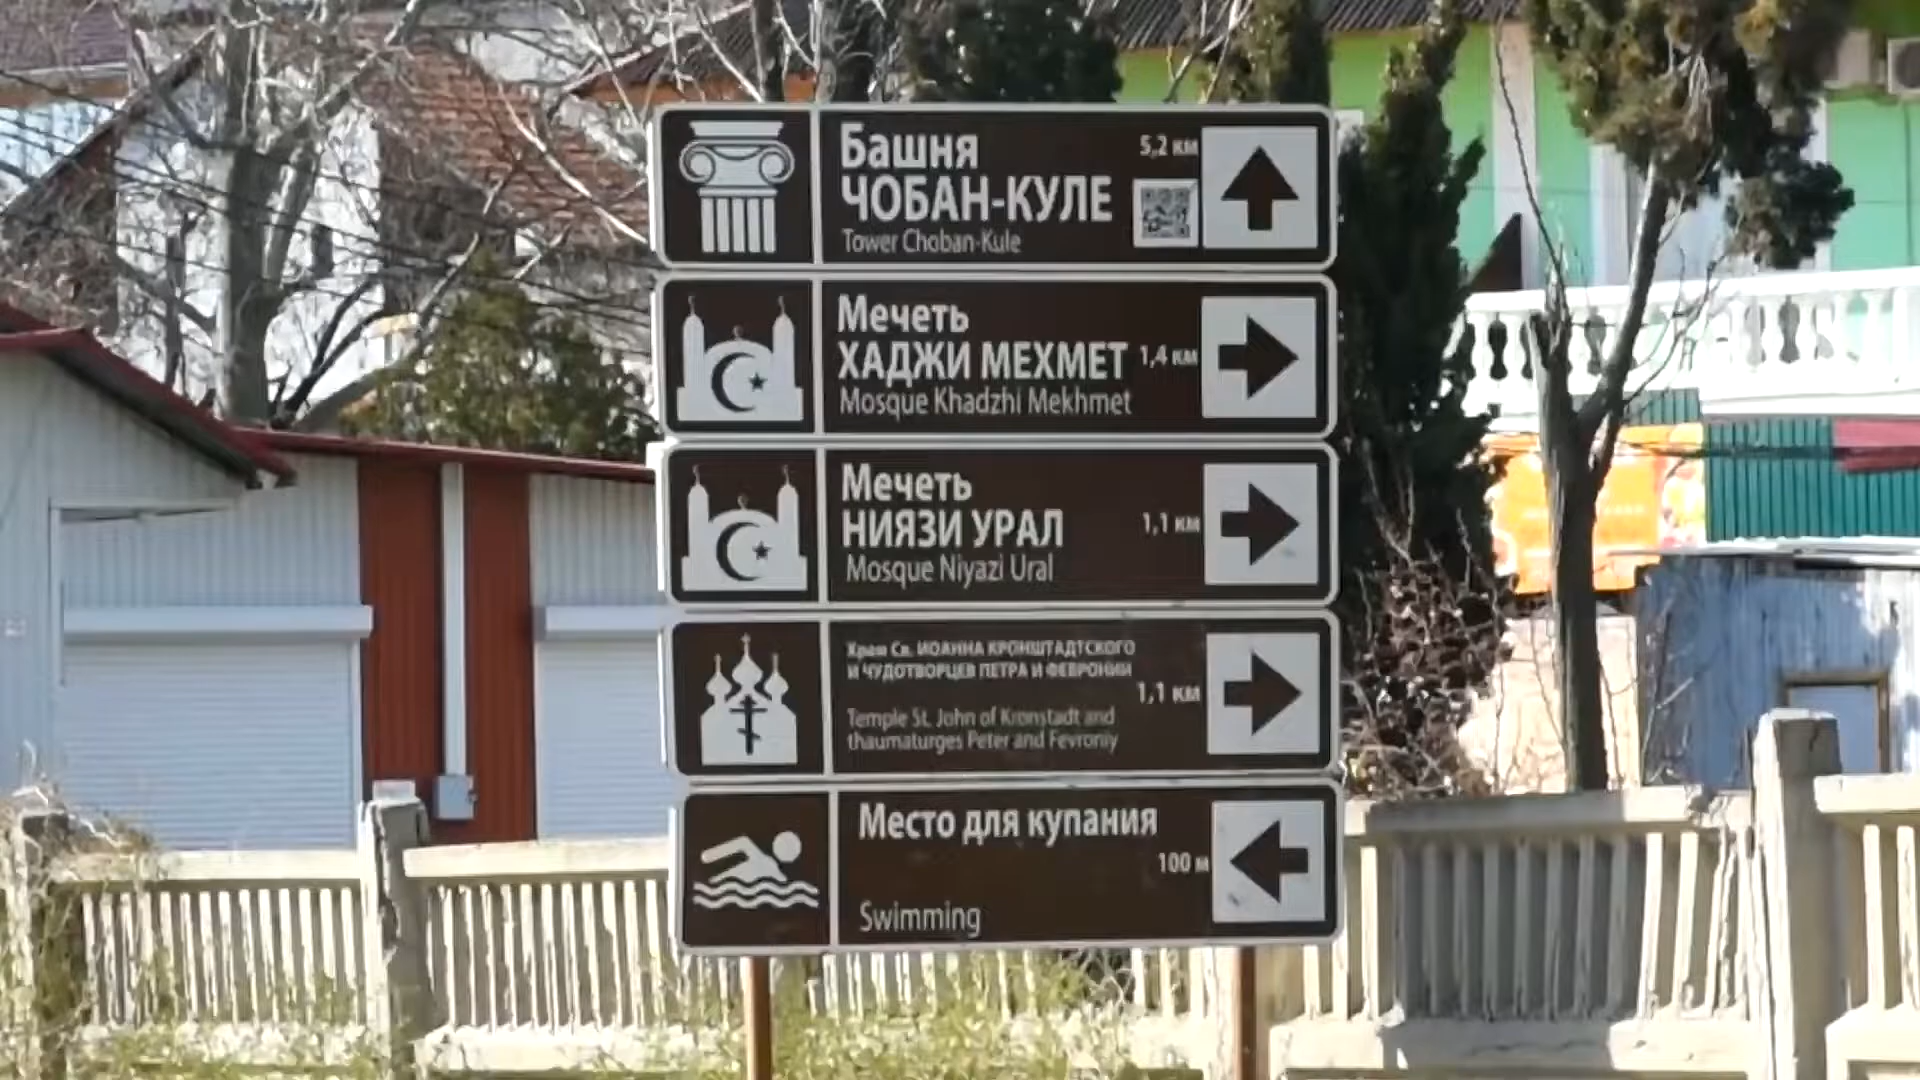 Башня
5,2 км
ЧОБАН-КУЛЕ
Tower Choban-Kule
Мечеть
ХАДЖИ МЕХМЕТ
1,4 км
Mosque Khadzhi Mekhmet
Мечеть
НИЯЗИ УРАЛ
1,1 км
Mosque Niyazi Ural
Храм Св. ИОАННА КРОНШТАДТСКОГО
И ЧУДОТВОРЦЕВ ПЕТРА И ФЕВРОНИИ
1,1 км
Temple St. John of Kronstadt and
thaumaturges Peter and Fevroniy
Место для купания
100 м
Swimming